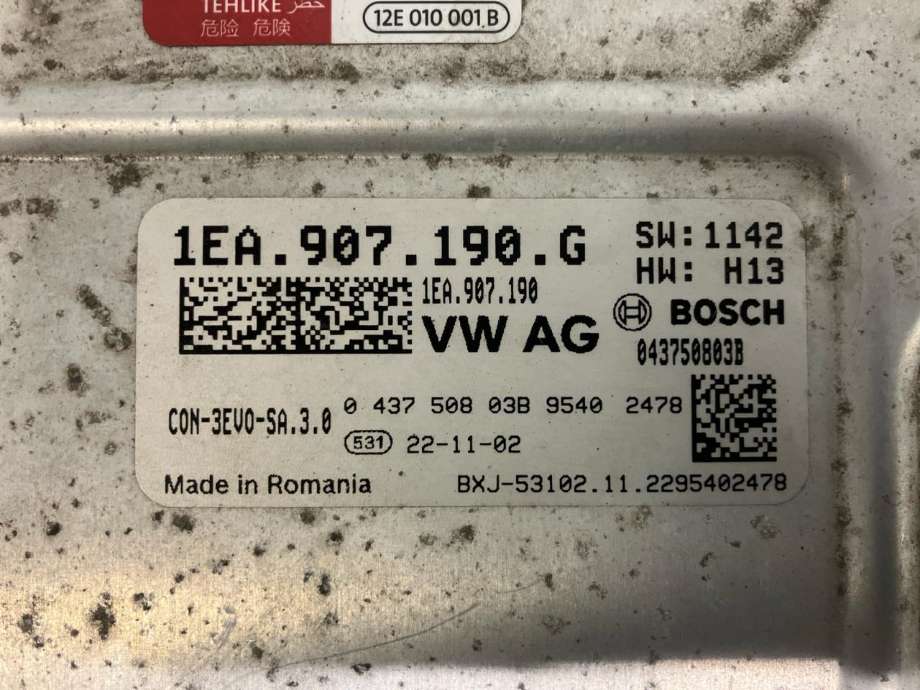 TEHLIKE خطر
危险 危険
12E 010 001.B
1EA.907.190.G
SW:1142
HW: H13
1EA.907.190
VW AG
BOSCH
043750803B
CON-3EVO-SA.3.0
0 437 508 03B 9540 2478
531 22-11-02
Made in Romania
BXJ-53102.11.2295402478